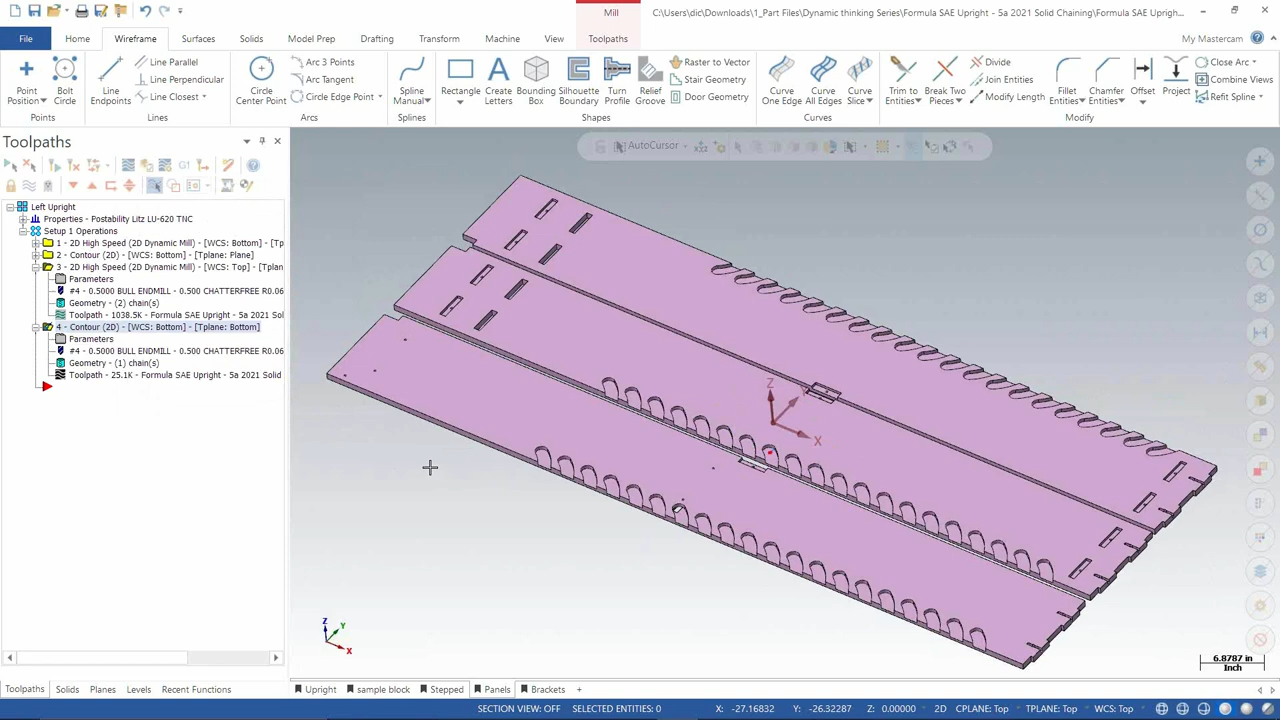 Mill
C:\Users\dic\Downloads\1_Part Files\Dynamic thinking Series\Formula SAE Upright - 5a 2021 Solid Chaining\Formula SAE Uprigh...
File Home Wireframe Surfaces Solids Model Prep Drafting Transform Machine View Toolpaths My Mastercam
Point Position
Bolt Circle
Points
Line Endpoints
Line Parallel
Line Perpendicular
Line Closest
Lines
Circle Center Point
Arc 3 Points
Arc Tangent
Circle Edge Point
Arcs
Spline Manual
Splines
Rectangle
Create Letters
Bounding Box
Silhouette Boundary
Turn Profile
Relief Groove
Raster to Vector
Stair Geometry
Door Geometry
Shapes
Curve One Edge
Curve All Edges
Curve Slice
Curves
Trim to Entities
Break Two Pieces
Divide
Join Entities
Modify Length
Fillet Entities
Chamfer Entities
Offset
Project
Close Arc
Combine Views
Refit Spline
Modify
Toolpaths
AutoCursor
G1
Left Upright
Properties - Postability Litz LU-620 TNC
Setup 1 Operations
1 - 2D High Speed (2D Dynamic Mill) - [WCS: Bottom] - [Tp
2 - Contour (2D) - [WCS: Bottom] - [Tplane: Plane]
3 - 2D High Speed (2D Dynamic Mill) - [WCS: Top] - [Tplan
Parameters
#4 - 0.5000 BULL ENDMILL - 0.500 CHATTERFREE R0.06
Geometry - (2) chain(s)
Toolpath - 1038.5K - Formula SAE Upright - 5a 2021 Sol
4 - Contour (2D) - [WCS: Bottom] - [Tplane: Bottom]
Parameters
#4 - 0.5000 BULL ENDMILL - 0.500 CHATTERFREE R0.06
Geometry - (1) chain(s)
Toolpath - 25.1K - Formula SAE Upright - 5a 2021 Solid
Z
X
Z
Y
X
6.8787 in
Inch
Toolpaths Solids Planes Levels Recent Functions
Upright sample block Stepped Panels Brackets +
SECTION VIEW: OFF SELECTED ENTITIES: 0 X: -27.16832 Y: -26.32287 Z: 0.00000 2D CPLANE: Top TPLANE: Top WCS: Top